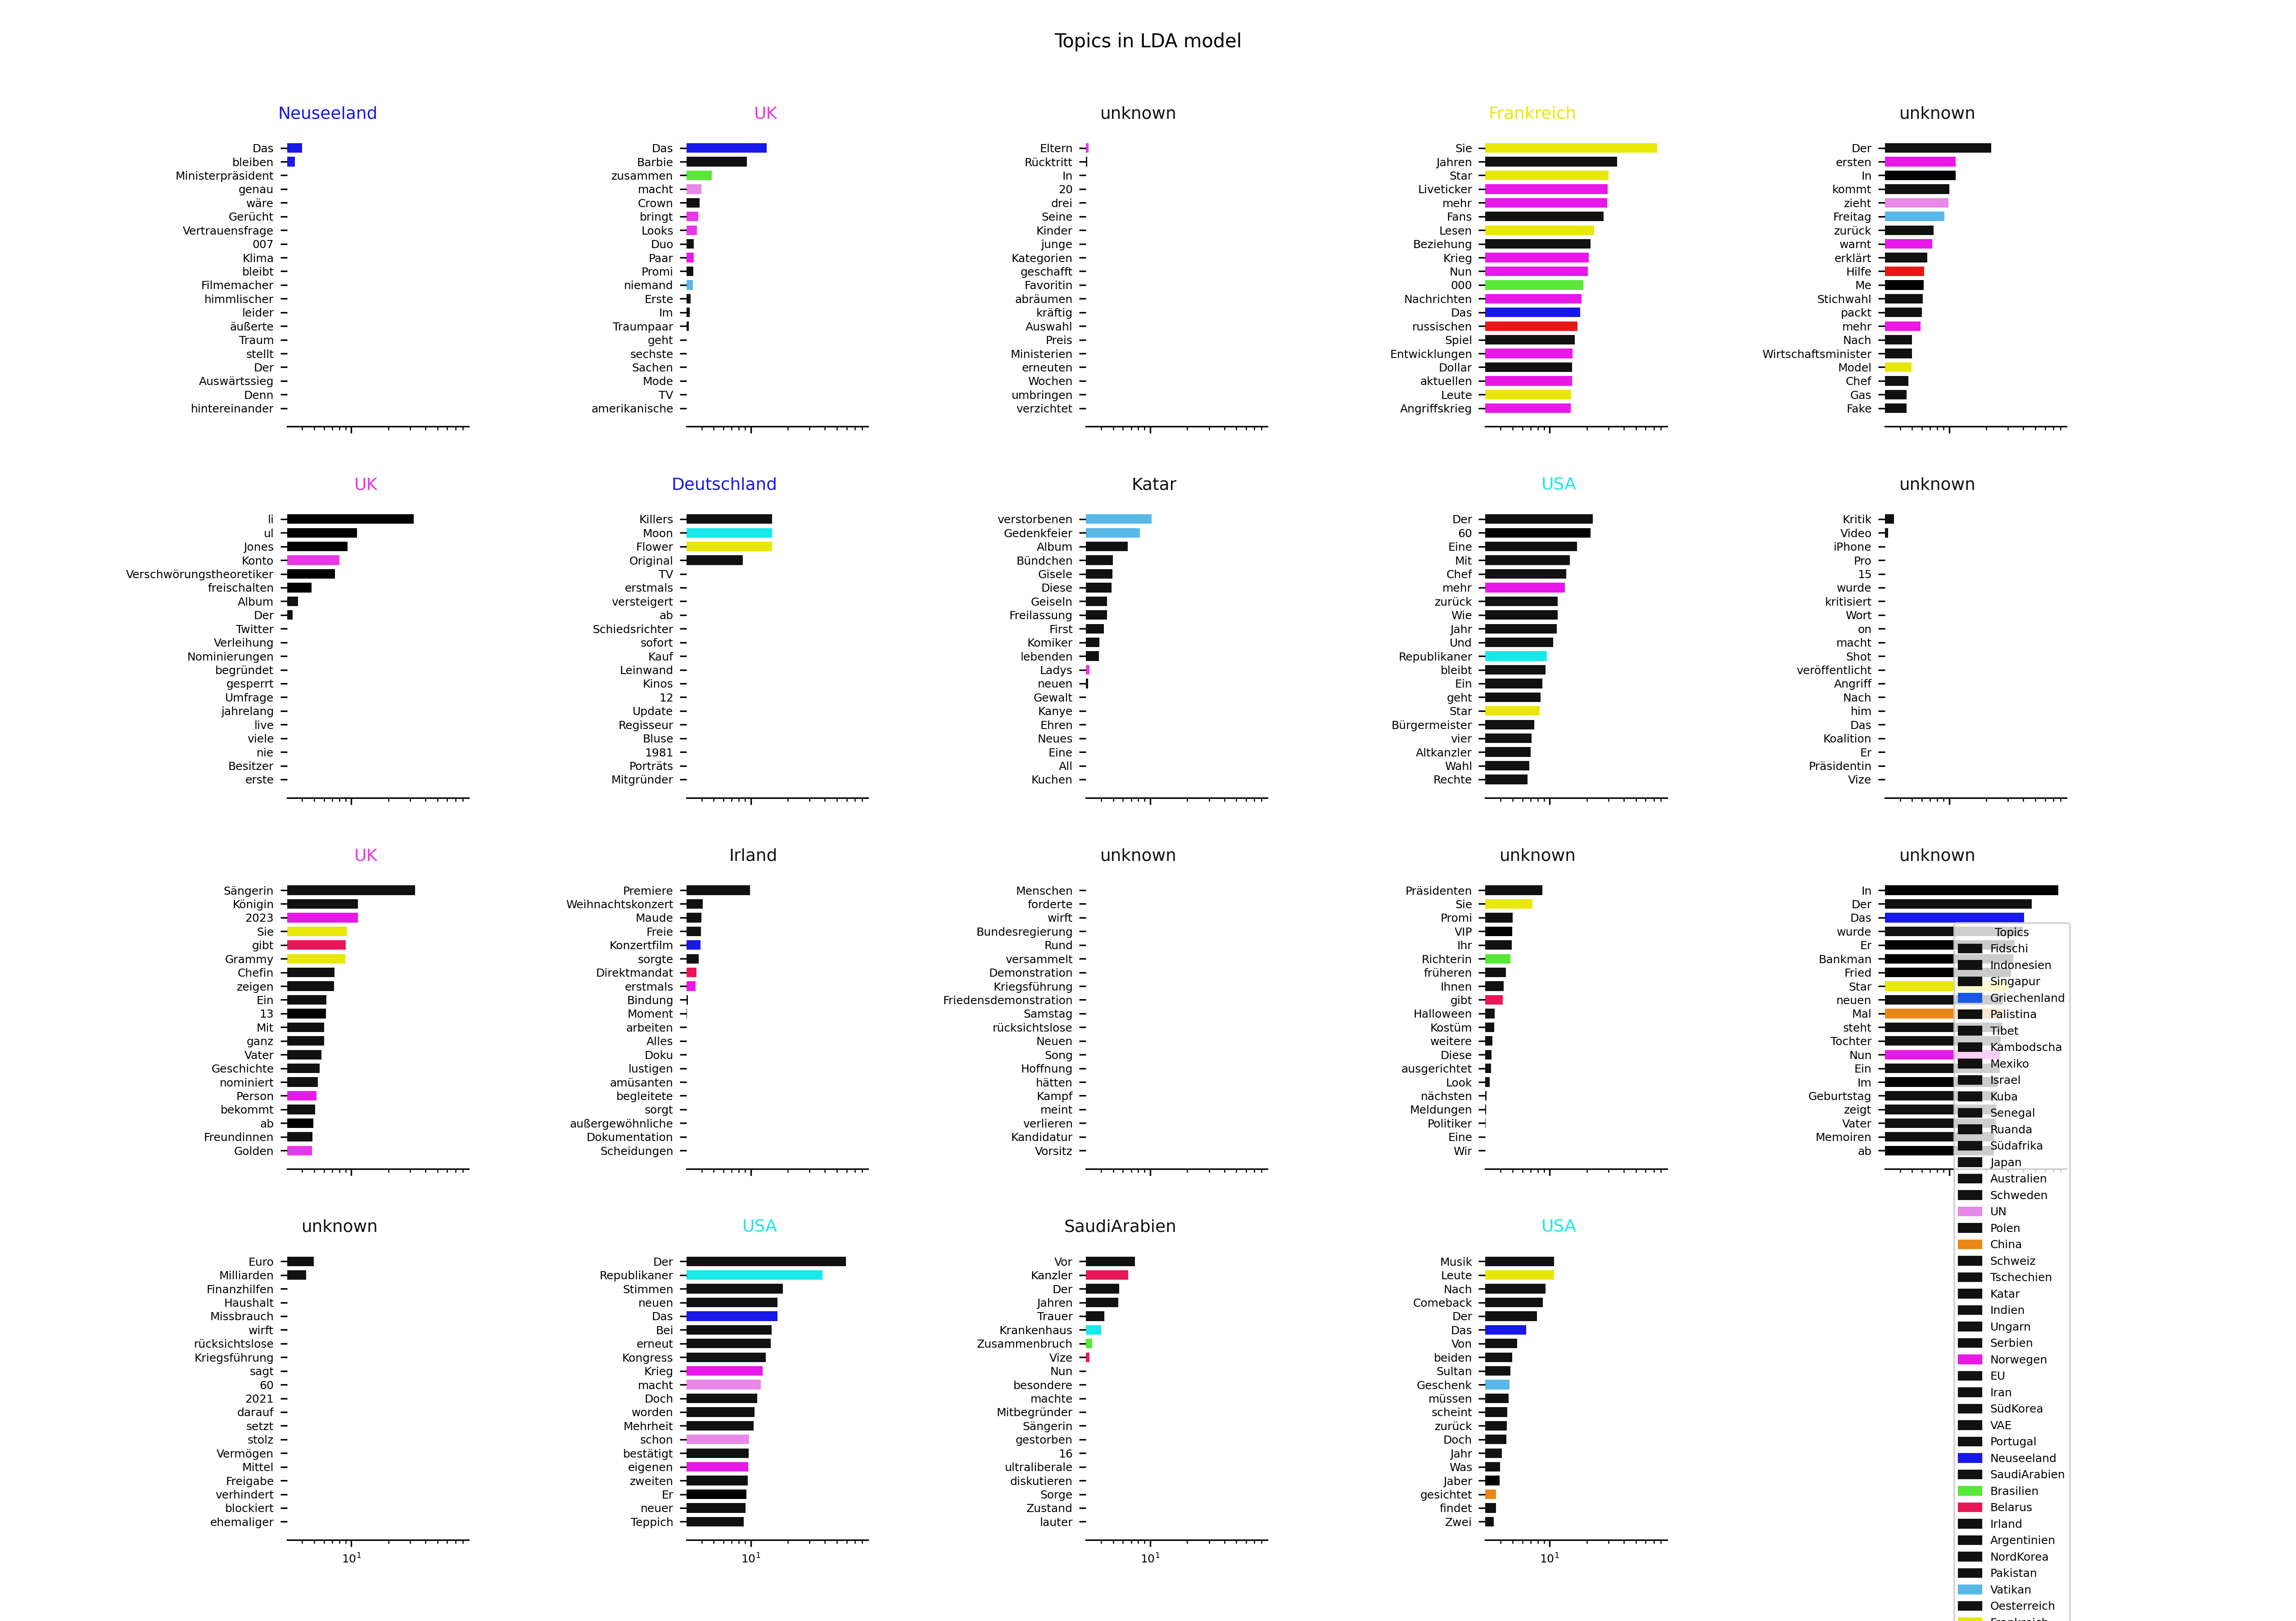 Topics in LDA model
Neuseeland
Das
bleiben
Ministerpräsident
genau
wäre
Gerücht
Vertrauensfrage
007
Klima
bleibt
Filmemacher
himmlischer
leider
äußerte
Traum
stellt
Der
Auswärtssieg
Denn
hintereinander
UK
Das
Barbie
zusammen
macht
Crown
bringt
Looks
Duo
Paar
Promi
niemand
Erste
Im
Traumpaar
geht
sechste
Sachen
Mode
TV
amerikanische
unknown
Eltern
Rücktritt
In
20
drei
Seine
Kinder
junge
Kategorien
geschafft
Favoritin
abräumen
kräftig
Auswahl
Preis
Ministerien
erneuten
Wochen
umbringen
verzichtet
Frankreich
Sie
Jahren
Star
Liveticker
mehr
Fans
Lesen
Beziehung
Krieg
Nun
000
Nachrichten
Das
russischen
Spiel
Entwicklungen
Dollar
aktuellen
Leute
Angriffskrieg
unknown
Der
ersten
In
kommt
zieht
Freitag
zurück
warnt
erklärt
Hilfe
Me
Stichwahl
packt
mehr
Nach
Wirtschaftsminister
Model
Chef
Gas
Fake
UK
li
ul
Jones
Konto
Verschwörungstheoretiker
freischalten
Album
Der
Twitter
Verleihung
Nominierungen
begründet
gesperrt
Umfrage
jahrelang
live
viele
nie
Besitzer
erste
Deutschland
Killers
Moon
Flower
Original
TV
erstmals
versteigert
ab
Schiedsrichter
sofort
Kauf
Leinwand
Kinos
12
Update
Regisseur
Bluse
1981
Porträts
Mitgründer
Katar
verstorbenen
Gedenkfeier
Album
Bündchen
Gisele
Diese
Geiseln
Freilassung
First
Komiker
lebenden
Ladys
neuen
Gewalt
Kanye
Ehren
Neues
Eine
All
Kuchen
USA
Der
60
Eine
Mit
Chef
mehr
zurück
Wie
Jahr
Und
Republikaner
bleibt
Ein
geht
Star
Bürgermeister
vier
Altkanzler
Wahl
Rechte
unknown
Kritik
Video
iPhone
Pro
15
wurde
kritisiert
Wort
on
macht
Shot
veröffentlicht
Angriff
Nach
him
Das
Koalition
Er
Präsidentin
Vize
UK
Sängerin
Königin
2023
Sie
gibt
Grammy
Chefin
zeigen
Ein
13
Mit
ganz
Vater
Geschichte
nominiert
Person
bekommt
ab
Freundinnen
Golden
Irland
Premiere
Weihnachtskonzert
Maude
Freie
Konzertfilm
sorgte
Direktmandat
erstmals
Bindung
Moment
arbeiten
Alles
Doku
lustigen
amüsanten
begleitete
sorgt
außergewöhnliche
Dokumentation
Scheidungen
unknown
Menschen
forderte
wirft
Bundesregierung
Rund
versammelt
Demonstration
Kriegsführung
Friedensdemonstration
Samstag
rücksichtslose
Neuen
Song
Hoffnung
hätten
Kampf
meint
verlieren
Kandidatur
Vorsitz
unknown
Präsidenten
Sie
Promi
VIP
Ihr
Richterin
früheren
Ihnen
gibt
Halloween
Kostüm
weitere
Diese
ausgerichtet
Look
nächsten
Meldungen
Politiker
Eine
Wir
unknown
In
Der
Das
wurde
Er
Bankman
Fried
Star
neuen
Mal
steht
Tochter
Nun
Ein
Im
Geburtstag
zeigt
Vater
Memoiren
ab
unknown
Euro
Milliarden
Finanzhilfen
Haushalt
Missbrauch
wirft
rücksichtslose
Kriegsführung
sagt
60
2021
darauf
setzt
stolz
Vermögen
Mittel
Freigabe
verhindert
blockiert
ehemaliger
10¹
USA
Der
Republikaner
Stimmen
neuen
Das
Bei
erneut
Kongress
Krieg
macht
Doch
worden
Mehrheit
schon
bestätigt
eigenen
zweiten
Er
neuer
Teppich
10¹
SaudiArabien
Vor
Kanzler
Der
Jahren
Trauer
Krankenhaus
Zusammenbruch
Vize
Nun
besondere
machte
Mitbegründer
Sängerin
gestorben
16
ultraliberale
diskutieren
Sorge
Zustand
lauter
10¹
USA
Musik
Leute
Nach
Comeback
Der
Das
Von
beiden
Sultan
Geschenk
müssen
scheint
zurück
Doch
Jahr
Was
Jaber
gesichtet
findet
Zwei
10¹
Topics
Fidschi
Indonesien
Singapur
Griechenland
Palistina
Tibet
Kambodscha
Mexiko
Israel
Kuba
Senegal
Ruanda
Südafrika
Japan
Australien
Schweden
UN
Polen
China
Schweiz
Tschechien
Katar
Indien
Ungarn
Serbien
Norwegen
EU
Iran
SüdKorea
VAE
Portugal
Neuseeland
SaudiArabien
Brasilien
Belarus
Irland
Argentinien
NordKorea
Pakistan
Vatikan
Oesterreich